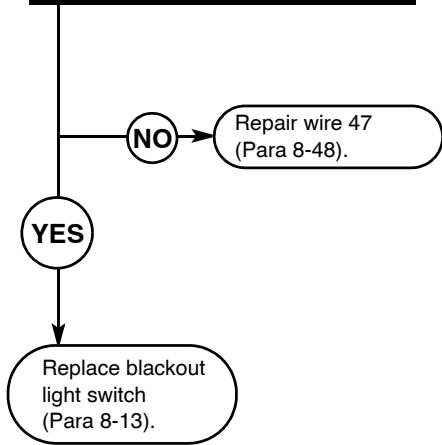 NO
Repair wire 47
(Para 8-48).
YES
Replace blackout
light switch
(Para 8-13).